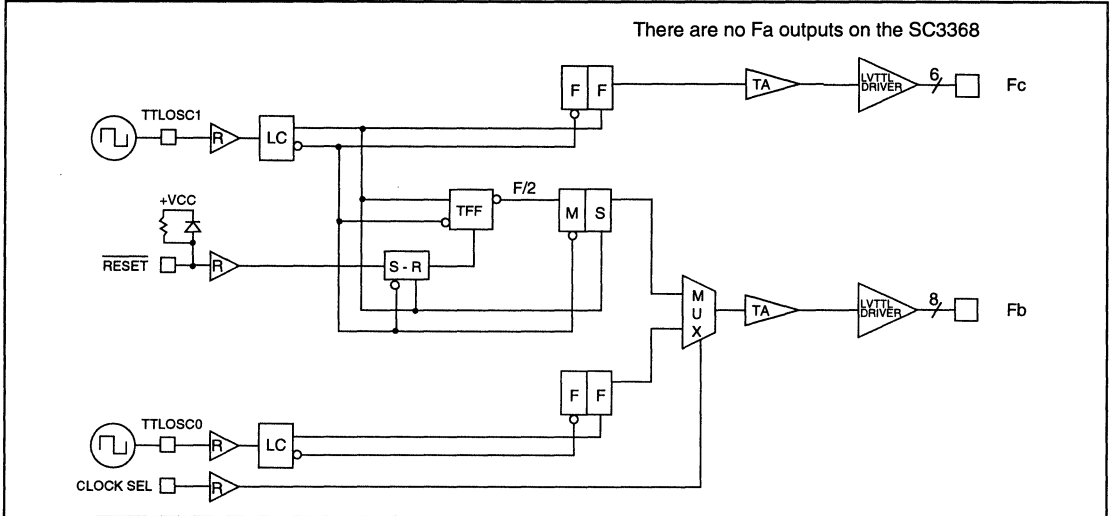 There are no Fa outputs on the SC3368
F F
TA
LVTTL
DRIVER
6
Fc
TTLOSC1
R
LC
+VCC
TFF
F/2
M S
RESET
R
S - R
M
U
X
TA
LVTTL
DRIVER
8
Fb
F F
TTLOSC0
R
LC
CLOCK SEL
R